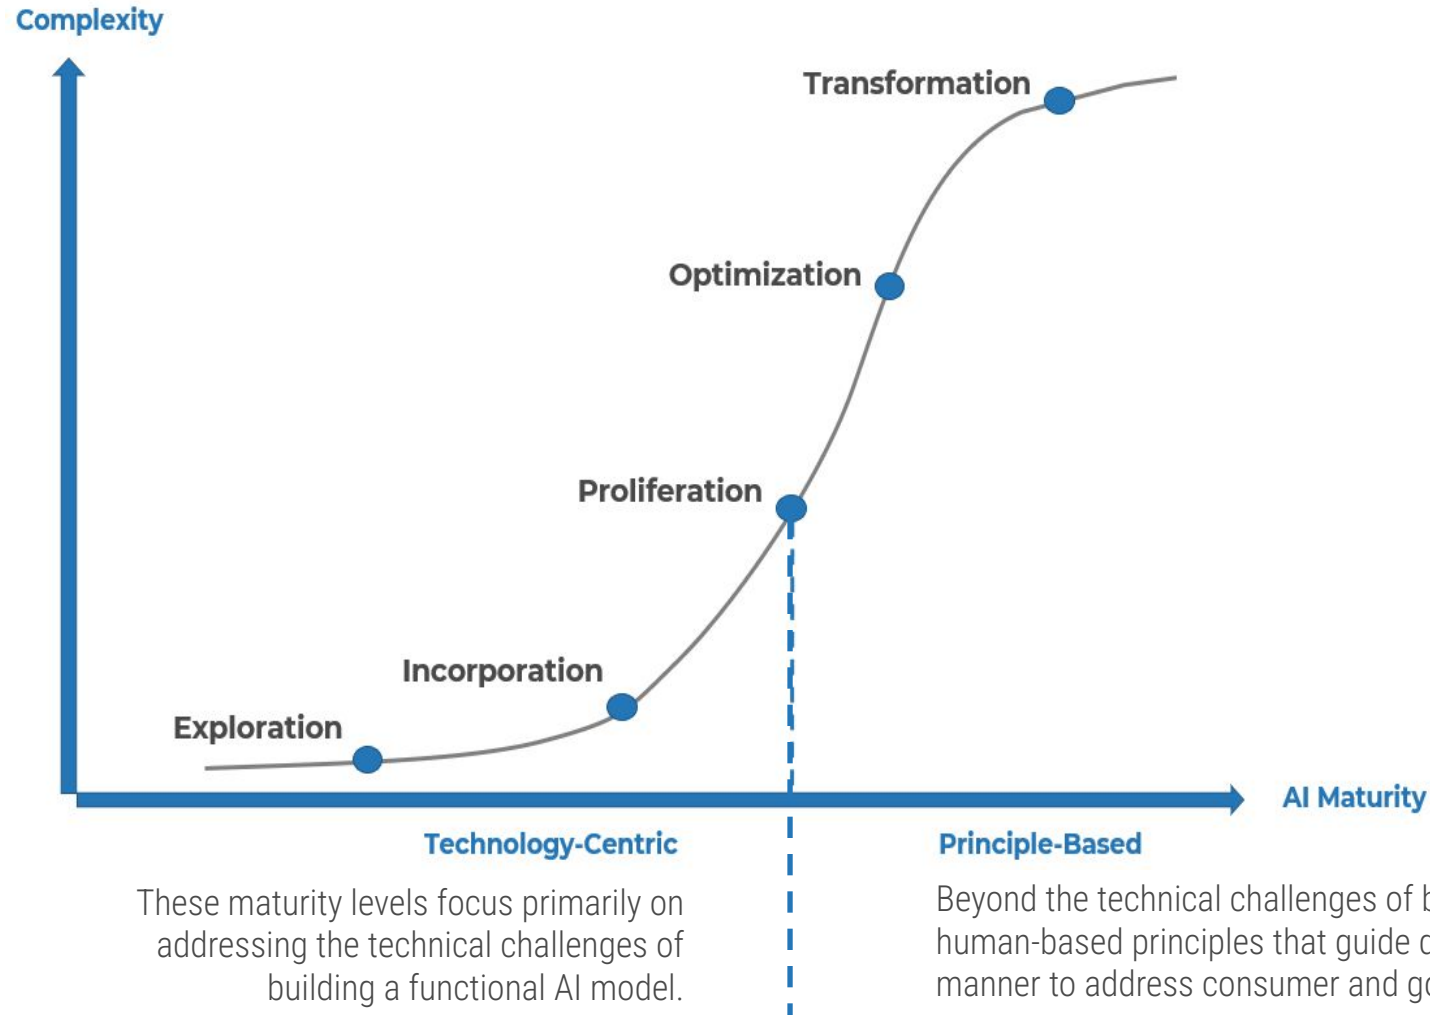 Complexity
Transformation
Optimization
Proliferation
Incorporation
Exploration
AI Maturity
Technology-Centric
These maturity levels focus primarily on
addressing the technical challenges of
building a functional AI model.
Principle-Based
Beyond the technical challenges of
human-based principles that guide
manner to address consumer and